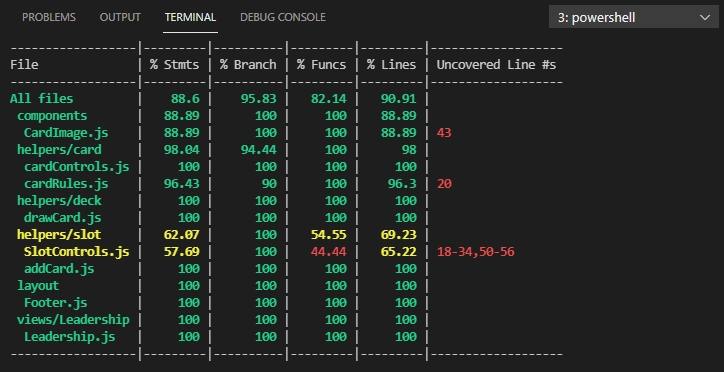 PROBLEMS OUTPUT TERMINAL DEBUG CONSOLE 3: powershell
-------------------|---------|----------|---------|---------|-------------------
File | % Stmts | % Branch | % Funcs | % Lines | Uncovered Line #s
-------------------|---------|----------|---------|---------|-------------------
All files | 88.6 | 95.83 | 82.14 | 90.91 |
components | 88.89 | 100 | 100 | 88.89 |
CardImage.js | 88.89 | 100 | 100 | 88.89 | 43
helpers/card | 98.04 | 94.44 | 100 | 98 |
cardControls.js | 100 | 100 | 100 | 100 |
cardRules.js | 96.43 | 90 | 100 | 96.3 | 20
helpers/deck | 100 | 100 | 100 | 100 |
drawCard.js | 100 | 100 | 100 | 100 |
helpers/slot | 62.07 | 100 | 54.55 | 69.23 |
SlotControls.js | 57.69 | 100 | 44.44 | 65.22 | 18-34,50-56
addCard.js | 100 | 100 | 100 | 100 |
layout | 100 | 100 | 100 | 100 |
Footer.js | 100 | 100 | 100 | 100 |
views/Leadership | 100 | 100 | 100 | 100 |
Leadership.js | 100 | 100 | 100 | 100 |
-------------------|---------|----------|---------|---------|-------------------